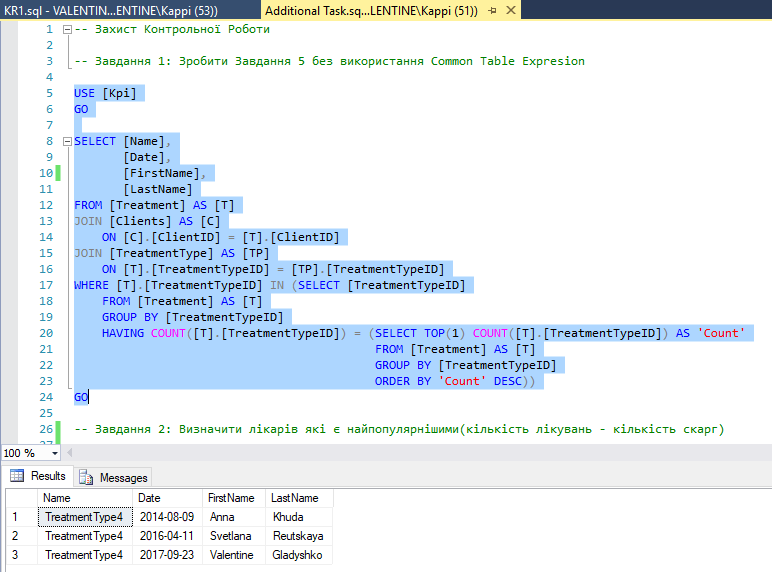 KR1.sql - VALENTIN...ENTINE\Kappi (53))
Additional Task.sq...LENTINE\Kappi (51))
1 -- Захист Контрольної Роботи
2
3 -- Завдання 1: Зробити Завдання 5 без використання Common Table Expresion
4
5 USE [Kpi]
6 GO
7
8 SELECT [Name],
9 [Date],
10 [FirstName],
11 [LastName]
12 FROM [Treatment] AS [T]
13 JOIN [Clients] AS [C]
14 ON [C].[ClientID] = [T].[ClientID]
15 JOIN [TreatmentType] AS [TP]
16 ON [T].[TreatmentTypeID] = [TP].[TreatmentTypeID]
17 WHERE [T].[TreatmentTypeID] IN (SELECT [TreatmentTypeID]
18 FROM [Treatment] AS [T]
19 GROUP BY [TreatmentTypeID]
20 HAVING COUNT([T].[TreatmentTypeID]) = (SELECT TOP(1) COUNT([T].[TreatmentTypeID]) AS 'Count'
21 FROM [Treatment] AS [T]
22 GROUP BY [TreatmentTypeID]
23 ORDER BY 'Count' DESC))
24 GO
25
26 -- Завдання 2: Визначити лікарів які є найпопулярнішими(кількість лікувань - кількість скарг)
27
100 %
Results Messages
Name Date FirstName LastName
1 TreatmentType4 2014-08-09 Anna Khuda
2 TreatmentType4 2016-04-11 Svetlana Reutskaya
3 TreatmentType4 2017-09-23 Valentine Gladyshko